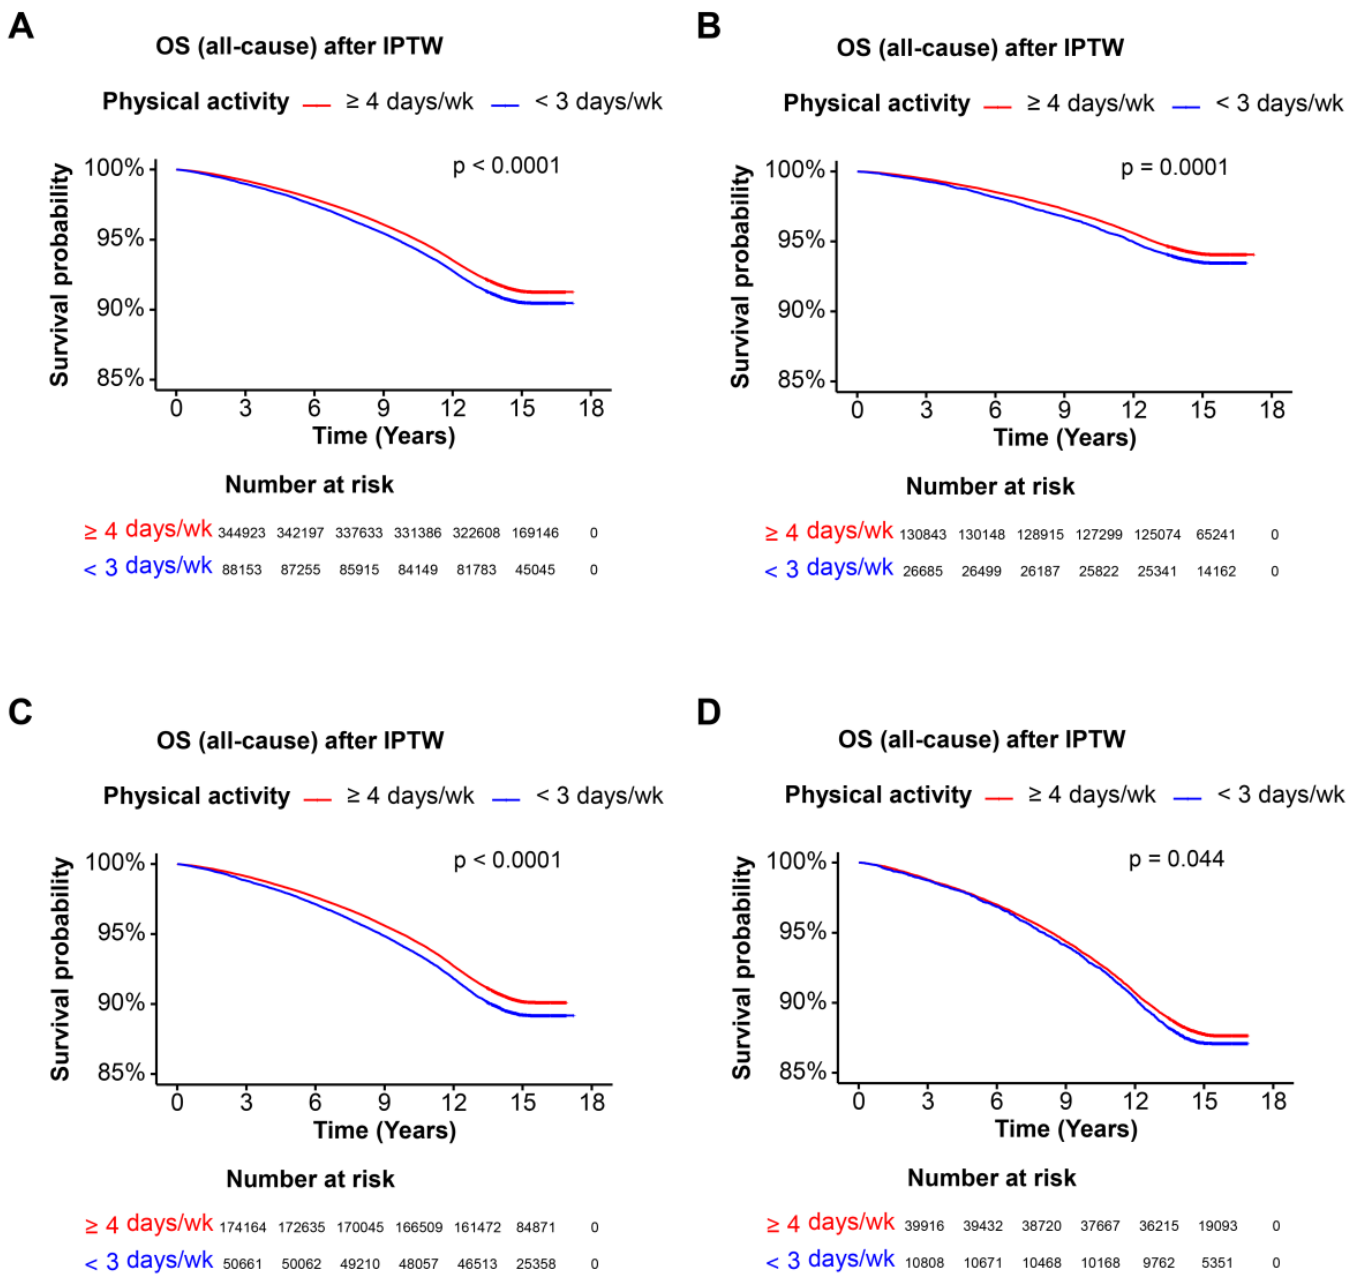 A
OS (all-cause) after IPTW
Physical activity ≥ 4 days/wk < 3 days/wk
p < 0.0001
Survival probability
100%
95%
90%
85%
0 3 6 9 12 15 18
Time (Years)
Number at risk
≥ 4 days/wk 344923 342197 337633 331386 322608 169146 0
< 3 days/wk 88153 87255 85915 84149 81783 45045 0
B
OS (all-cause) after IPTW
Physical activity ≥ 4 days/wk < 3 days/wk
p = 0.0001
Survival probability
100%
95%
90%
85%
0 3 6 9 12 15 18
Time (Years)
Number at risk
≥ 4 days/wk 130843 130148 128915 127299 125074 65241 0
< 3 days/wk 26685 26499 26187 25822 25341 14162 0
C
OS (all-cause) after IPTW
Physical activity ≥ 4 days/wk < 3 days/wk
p < 0.0001
Survival probability
100%
95%
90%
85%
0 3 6 9 12 15 18
Time (Years)
Number at risk
≥ 4 days/wk 174164 172635 170045 166509 161472 84871 0
< 3 days/wk 50661 50062 49210 48057 46513 25358 0
D
OS (all-cause) after IPTW
Physical activity ≥ 4 days/wk < 3 days/wk
p = 0.044
Survival probability
100%
95%
90%
85%
0 3 6 9 12 15 18
Time (Years)
Number at risk
≥ 4 days/wk 39916 39432 38720 37667 36215 19093 0
< 3 days/wk 10808 10671 10468 10168 9762 5351 0